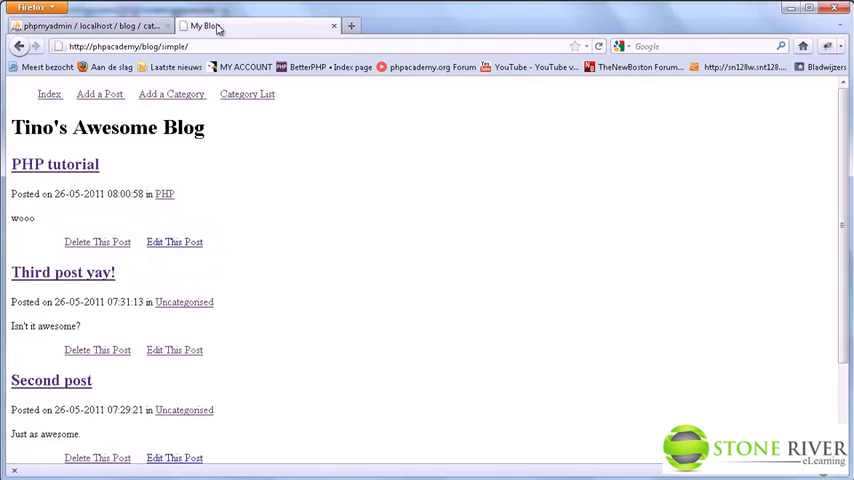 Firefox
phpmyadmin / localhost / blog / cat... My Blog
http://phpacademy/blog/simple/ Google
Meest bezocht Aan de slag Laatste nieuws MY ACCOUNT BetterPHP • Index page phpacademy.org Forum YouTube - YouTube v... TheNewBoston Forum... http://sn128w.snt128.... Bladwijzers
Index Add a Post Add a Category Category List
Tino's Awesome Blog
PHP tutorial
Posted on 26-05-2011 08:00:58 in PHP
wooo
Delete This Post Edit This Post
Third post yay!
Posted on 26-05-2011 07:31:13 in Uncategorised
Isn't it awesome?
Delete This Post Edit This Post
Second post
Posted on 26-05-2011 07:29:21 in Uncategorised
Just as awesome.
Delete This Post Edit This Post
STONE RIVER
eLearning